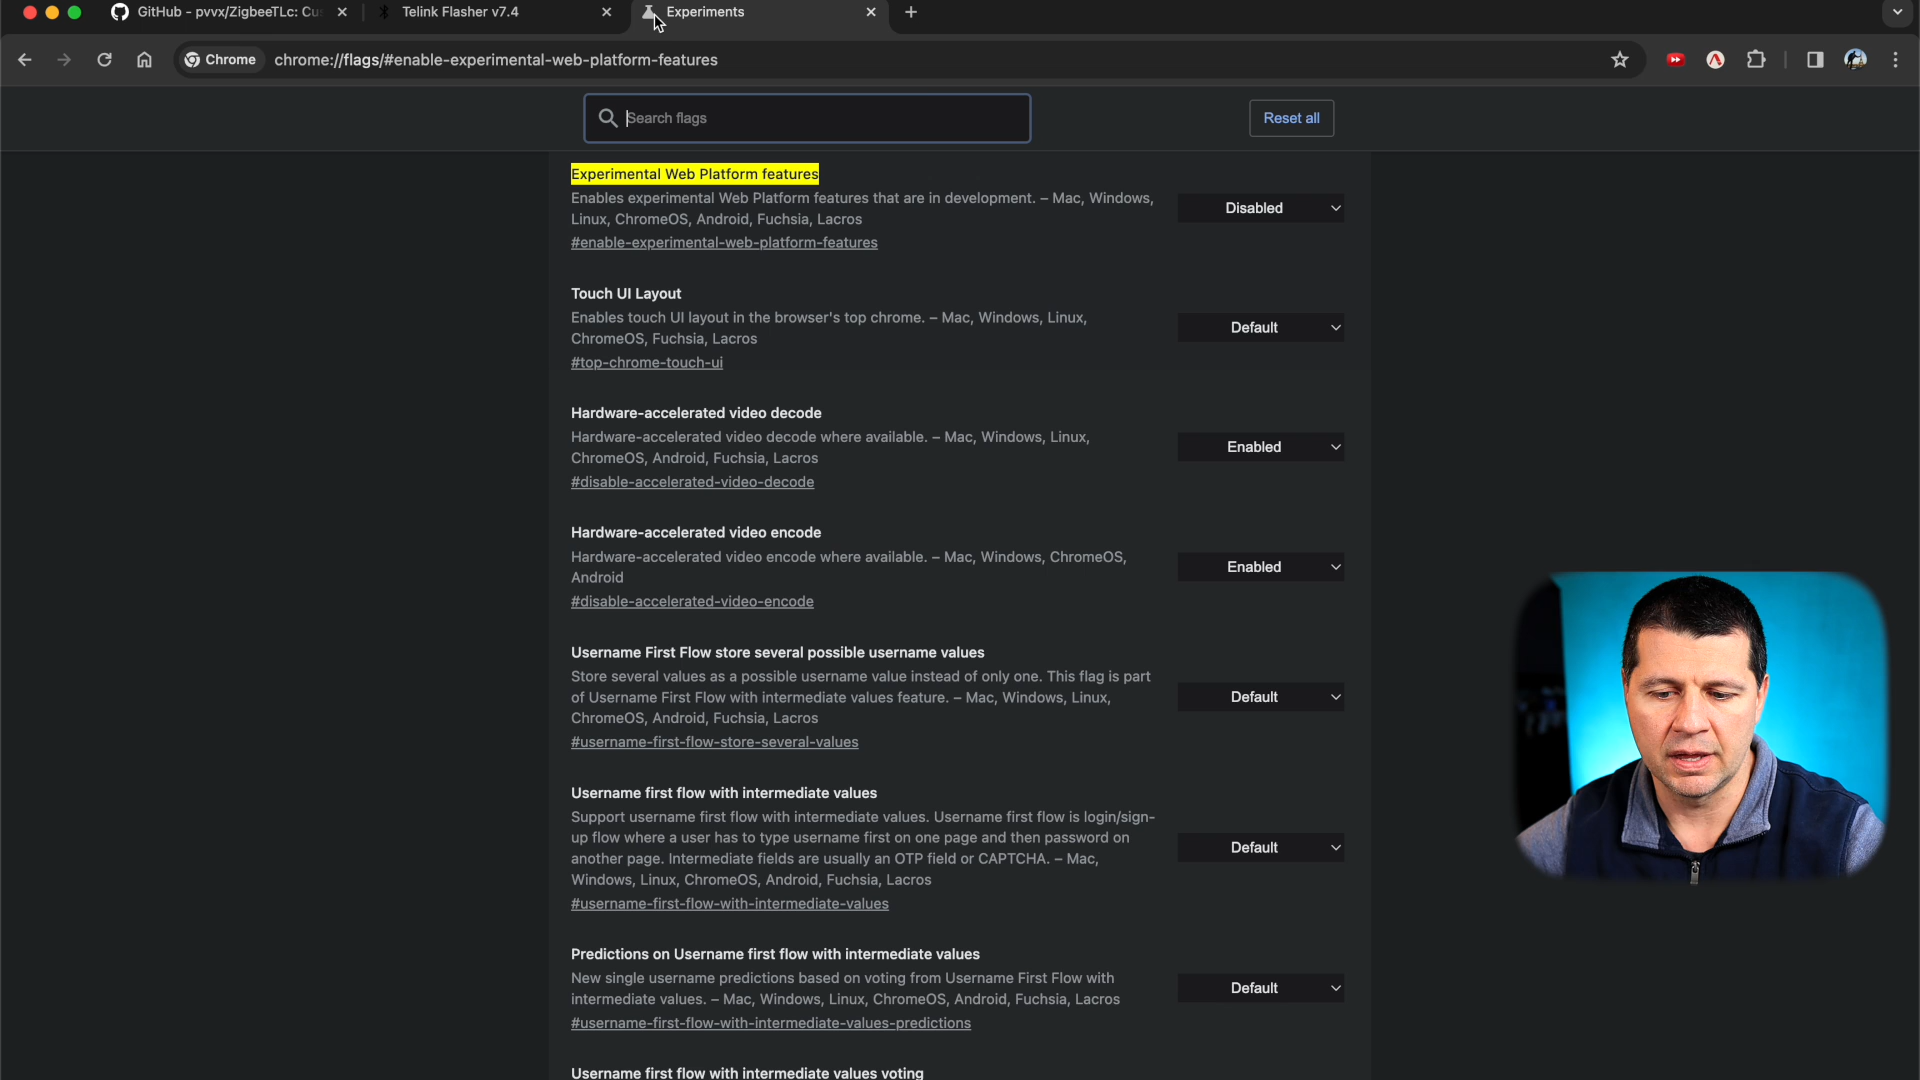 GitHub - pvvx/ZigbeeTLc: Cu
Telink Flasher v7.4
Experiments
Chrome
chrome://flags/#enable-experimental-web-platform-features
Search flags
Reset all
Experimental Web Platform features
Enables experimental Web Platform features that are in development. – Mac, Windows,
Linux, ChromeOS, Android, Fuchsia, Lacros
#enable-experimental-web-platform-features
Disabled
Touch UI Layout
Enables touch UI layout in the browser's top chrome. – Mac, Windows, Linux,
ChromeOS, Fuchsia, Lacros
#top-chrome-touch-ui
Default
Hardware-accelerated video decode
Hardware-accelerated video decode where available. – Mac, Windows, Linux,
ChromeOS, Android, Fuchsia, Lacros
#disable-accelerated-video-decode
Enabled
Hardware-accelerated video encode
Hardware-accelerated video encode where available. – Mac, Windows, ChromeOS,
Android
#disable-accelerated-video-encode
Enabled
Username First Flow store several possible username values
Store several values as a possible username value instead of only one. This flag is part
of Username First Flow with intermediate values feature. – Mac, Windows, Linux,
ChromeOS, Android, Fuchsia, Lacros
#username-first-flow-store-several-values
Default
Username first flow with intermediate values
Support username first flow with intermediate values. Username first flow is login/sign-
up flow where a user has to type username first on one page and then password on
another page. Intermediate fields are usually an OTP field or CAPTCHA. – Mac,
Windows, Linux, ChromeOS, Android, Fuchsia, Lacros
#username-first-flow-with-intermediate-values
Default
Predictions on Username first flow with intermediate values
New single username predictions based on voting from Username First Flow with
intermediate values. – Mac, Windows, Linux, ChromeOS, Android, Fuchsia, Lacros
#username-first-flow-with-intermediate-values-predictions
Default
Username first flow with intermediate values voting